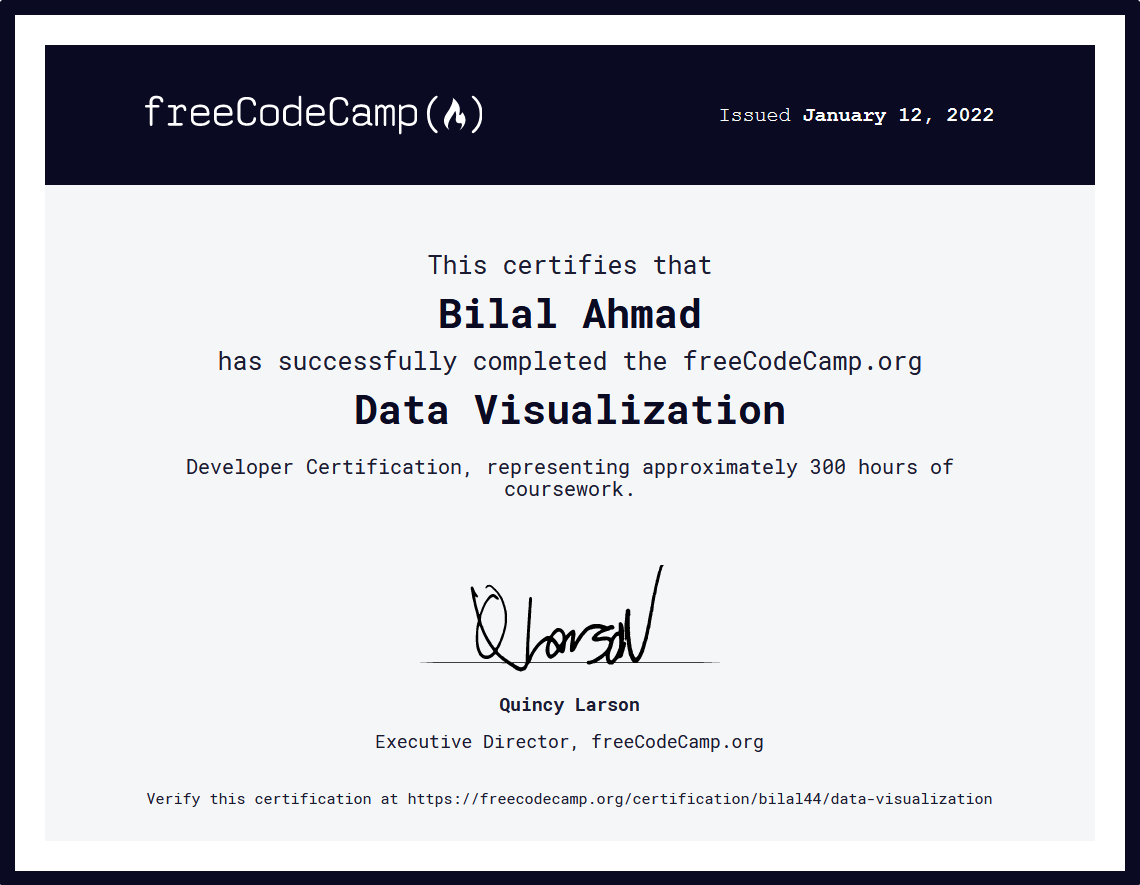 freeCodeCamp(🔥)
Issued January 12, 2022
This certifies that
Bilal Ahmad
has successfully completed the freeCodeCamp.org
Data Visualization
Developer Certification, representing approximately 300 hours of
coursework.
Q Larson
Quincy Larson
Executive Director, freeCodeCamp.org
Verify this certification at https://freecodecamp.org/certification/bilal44/data-visualization